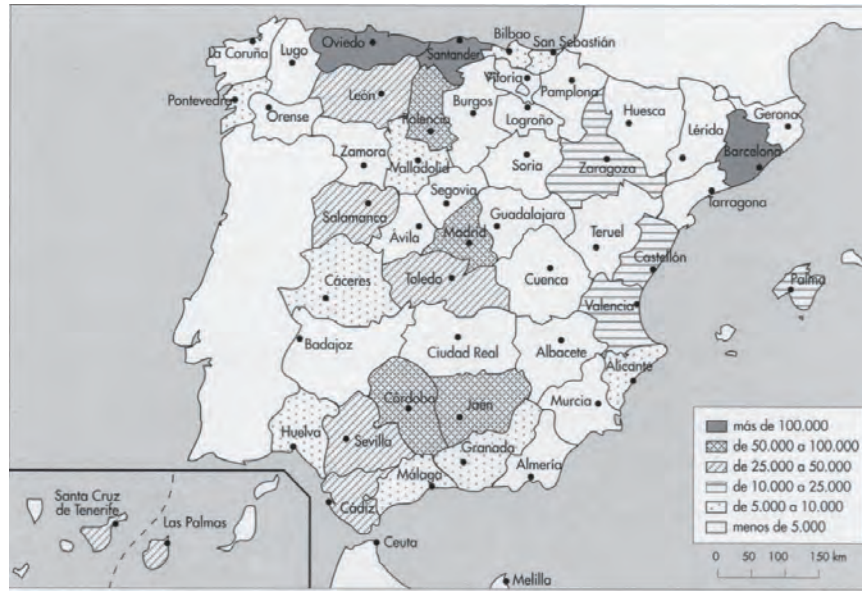 Oviedo
Santander
Bilbao
San Sebastián
La Coruña
Lugo
Vitoria
Pamplona
Pontevedra
León
Palencia
Burgos
Logroño
Huesca
Lérida
Gerona
Orense
Barcelona
Zamora
Valladolid
Soria
Zaragoza
Tarragona
Segovia
Salamanca
Ávila
Madrid
Guadalajara
Teruel
Castellón
Cáceres
Toledo
Cuenca
Palma
Valencia
Badajoz
Ciudad Real
Albacete
Alicante
Córdoba
Jaén
Murcia
Huelva
Sevilla
Granada
Almería
Málaga
Cádiz
Santa Cruz
de Tenerife
Las Palmas
Ceuta
Melilla
más de 100.000
de 50.000 a 100.000
de 25.000 a 50.000
de 10.000 a 25.000
de 5.000 a 10.000
menos de 5.000
0 50 100 150 km